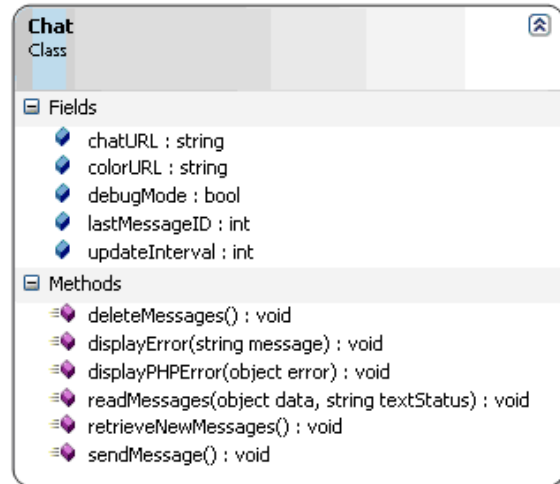 Chat
Class
Fields
chatURL : string
colorURL : string
debugMode : bool
lastMessageID : int
updateInterval : int
Methods
deleteMessages() : void
displayError(string message) : void
displayPHPError(object error) : void
readMessages(object data, string textStatus) : void
retrieveNewMessages() : void
sendMessage() : void